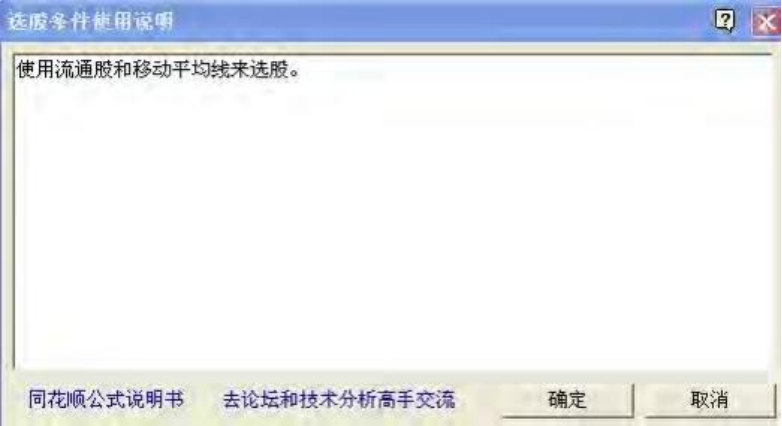 选股条件使用说明
使用流通股和移动平均线来选股。
同花顺公式说明书 去论坛和技术分析高手交流 确定 取消